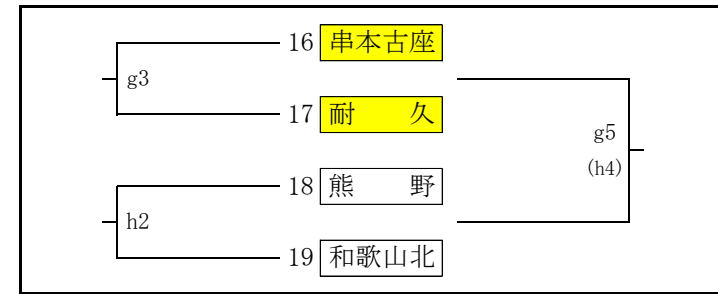 16 串本古座
g3
17 耐　　久
g5
(h4)
18 熊　　野
h2
19 和歌山北